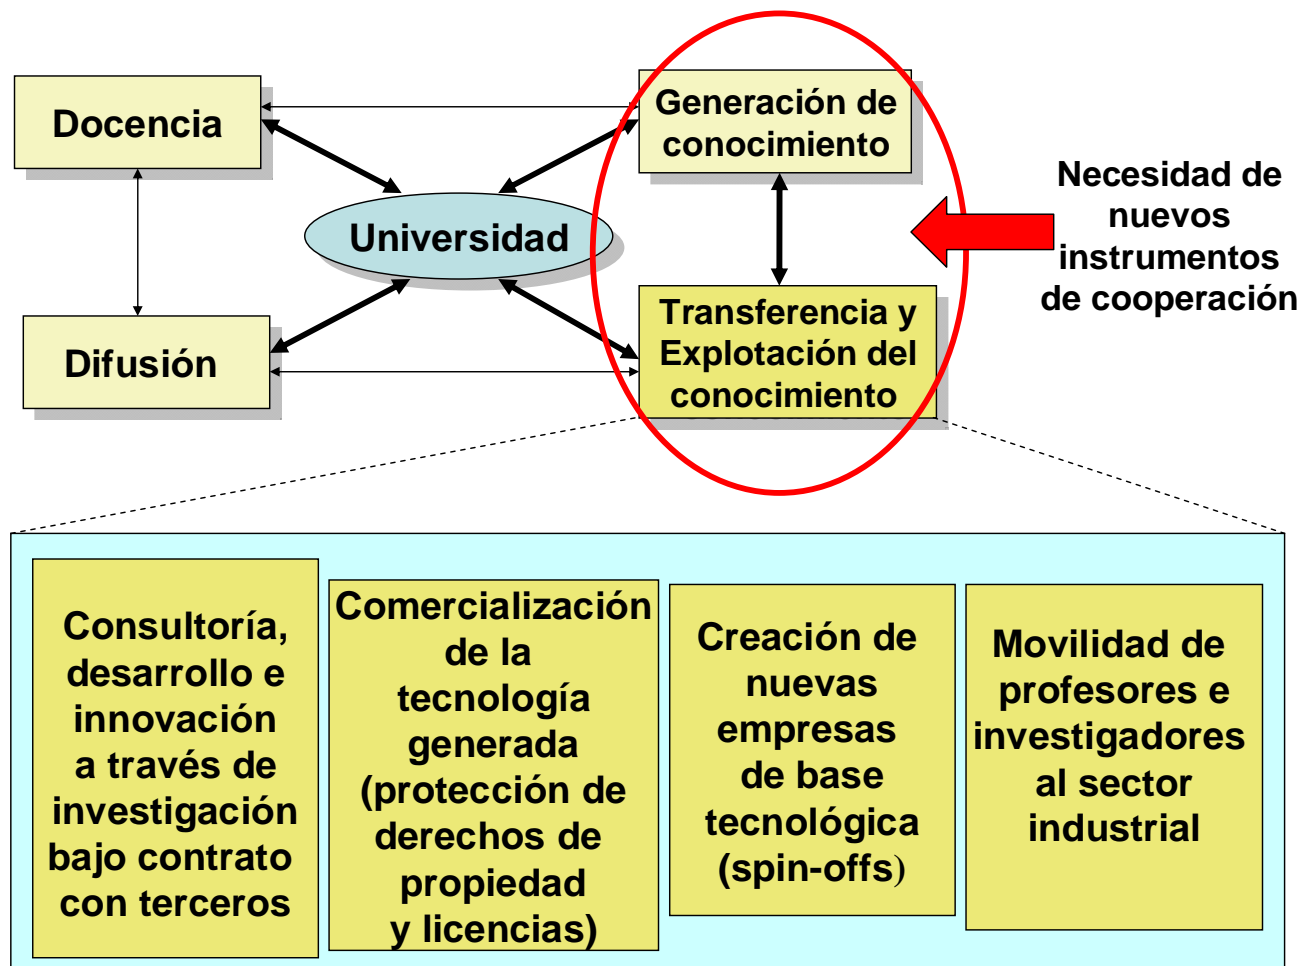 Docencia
Generación de
conocimiento
Necesidad de
nuevos
instrumentos
de cooperación
Universidad
Difusión
Transferencia y
Explotación del
conocimiento
Consultoría,
desarrollo e
innovación
a través de
investigación
bajo contrato
con terceros
Comercialización
de la
tecnología
generada
(protección de
derechos de
propiedad
y licencias)
Creación de
nuevas
empresas
de base
tecnológica
(spin-offs)
Movilidad de
profesores e
investigadores
al sector
industrial